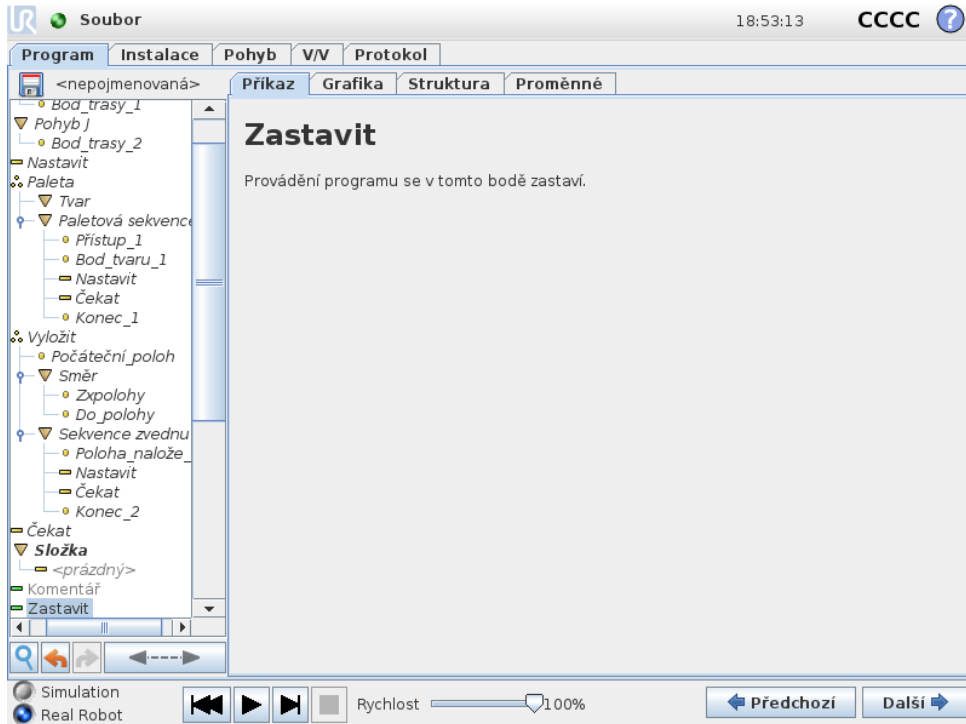 Soubor 18:53:13 CCCC ?
Program Instalace Pohyb V/V Protokol
<nepojmenovaná> Příkaz Grafika Struktura Proměnné
Bod_trasy_1
Pohyb J
Bod_trasy_2
Nastavit
Paleta
Tvar
Paletová sekvence
Přístup_1
Bod_tvaru_1
Nastavit
Čekat
Konec_1
Vyložit
Počáteční_poloh
Směr
Zxpolohy
Do_polohy
Sekvence zvednu
Poloha_nalože_
Nastavit
Čekat
Konec_2
Čekat
Složka
<prázdný>
Komentář
Zastavit
Zastavit
Provádění programu se v tomto bodě zastaví.
Simulation
Real Robot
Rychlost 100%
Předchozí Další